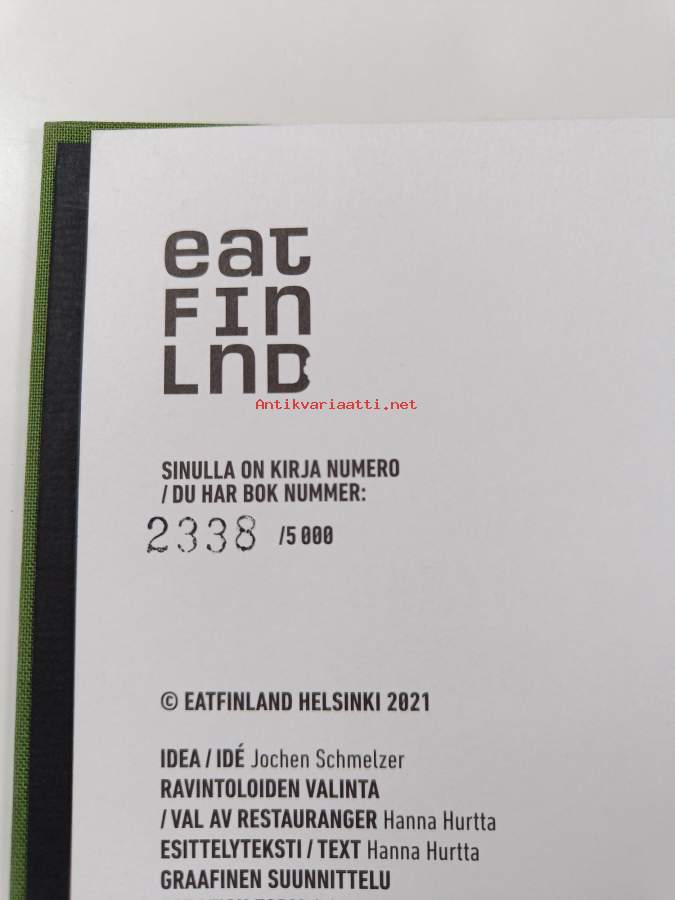 eat
FIN
LND
Antikvariaatti.net
SINULLA ON KIRJA NUMERO
/ DU HAR BOK NUMMER:
2338 /5 000
© EATFINLAND HELSINKI 2021
IDEA / IDÉ Jochen Schmelzer
RAVINTOLOIDEN VALINTA
/ VAL AV RESTAURANGER Hanna Hurtta
ESITTELYTEKSTI / TEXT Hanna Hurtta
GRAAFINEN SUUNNITTELU